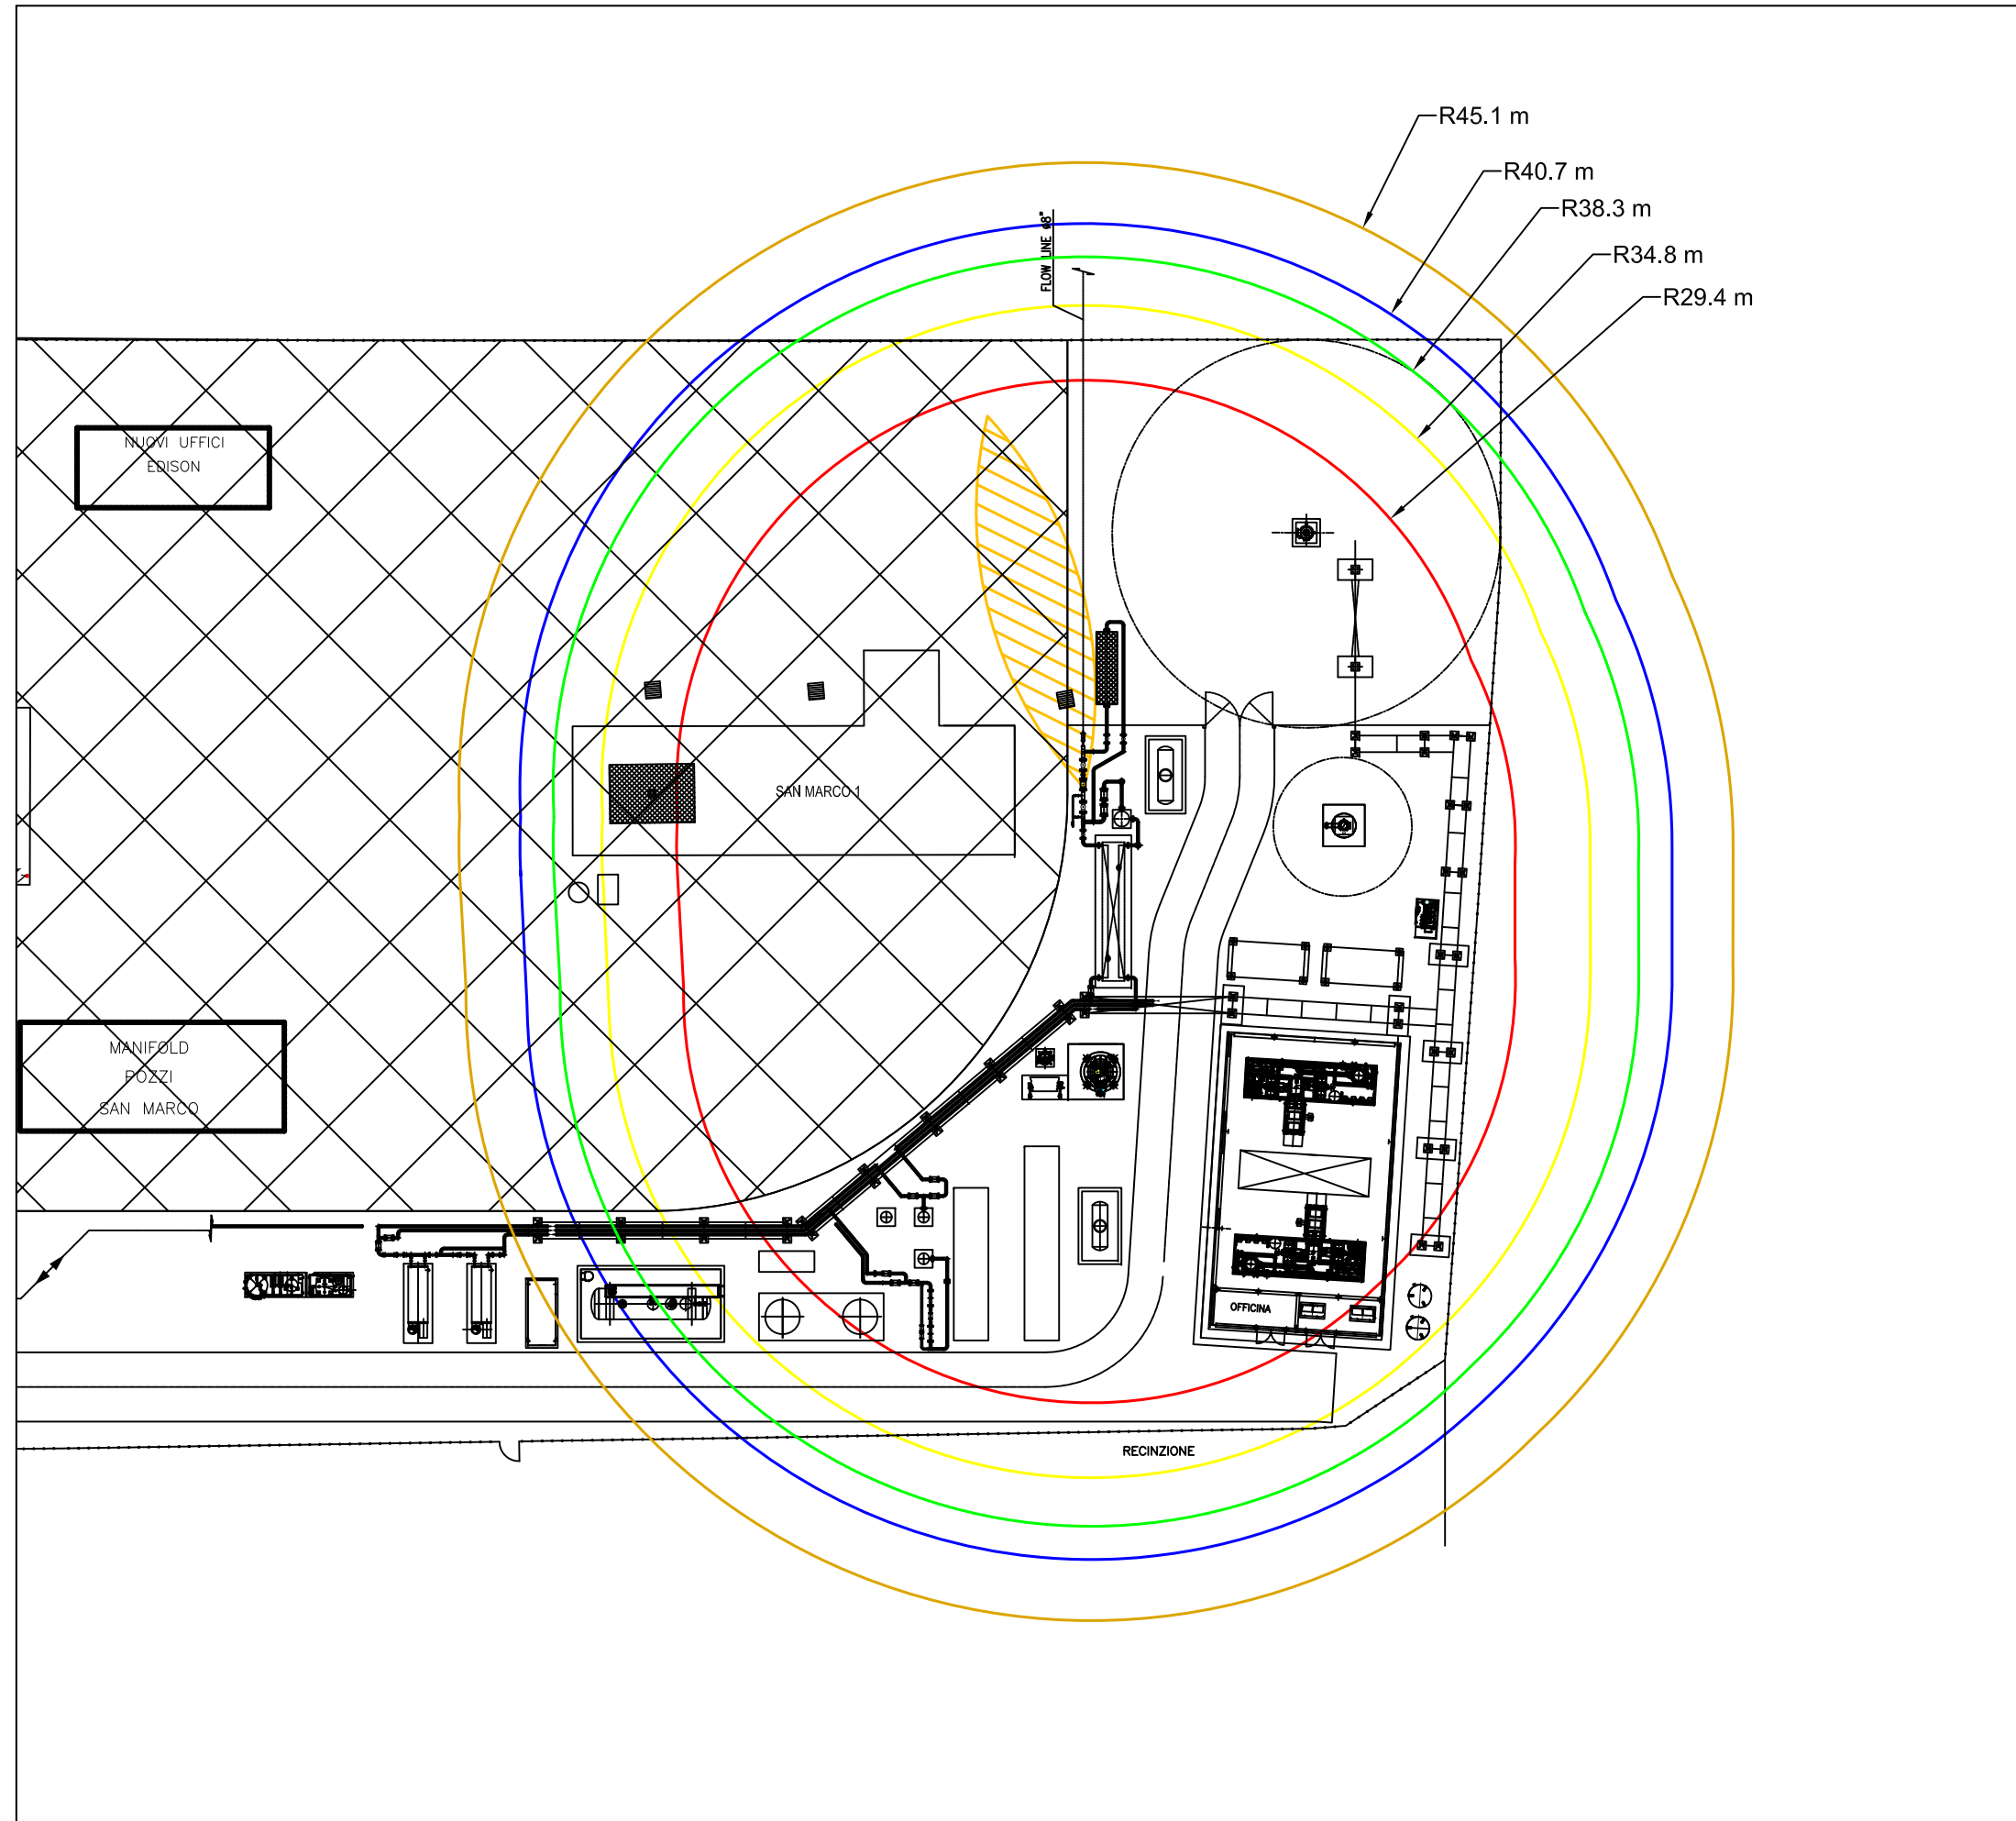 R45.1 m
R40.7 m
R38.3 m
R34.8 m
R29.4 m
FLOW LINE ø8"
NUOVI UFFICI
EDISON
SAN MARCO 1
MANIFOLD
POZZI
SAN MARCO
OFFICINA
RECINZIONE